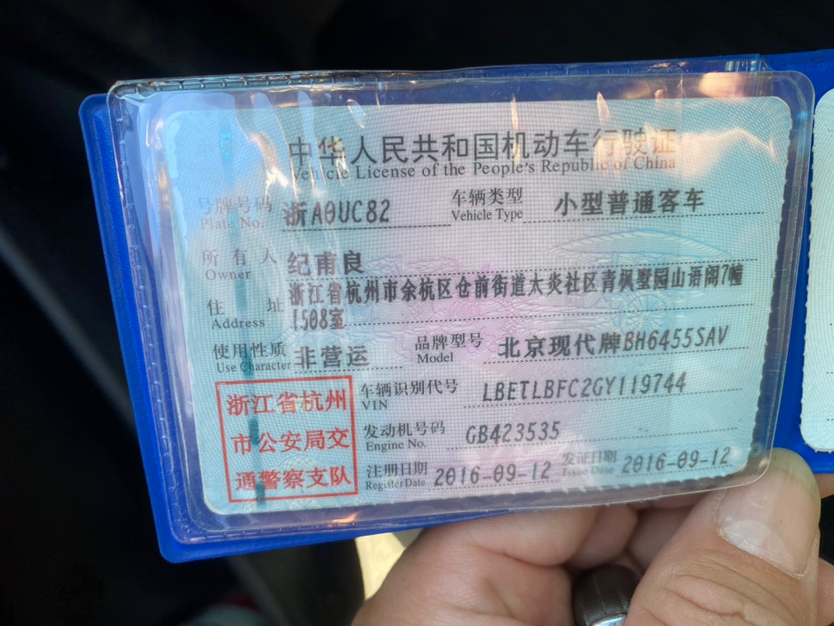 中华人民共和国机动车行驶证
Vehicle License of the People's Republic of China
号牌号码 浙A0UC82 车辆类型 小型普通客车
Plate No. Vehicle Type
所有人 纪甫良
Owner
浙江省杭州市余杭区仓前街道太炎社区青枫墅园山语阁7幢
住址 1508室
Address
使用性质 非营运 品牌型号 北京现代牌BH6455SAV
Use Character Model
浙江省杭州
市公安局交
通警察支队
车辆识别代号 LBETLBFC2GY119744
VIN
发动机号码 GB423535
Engine No.
注册日期 2016-09-12 发证日期 2016-09-12
Register Date Issue Date